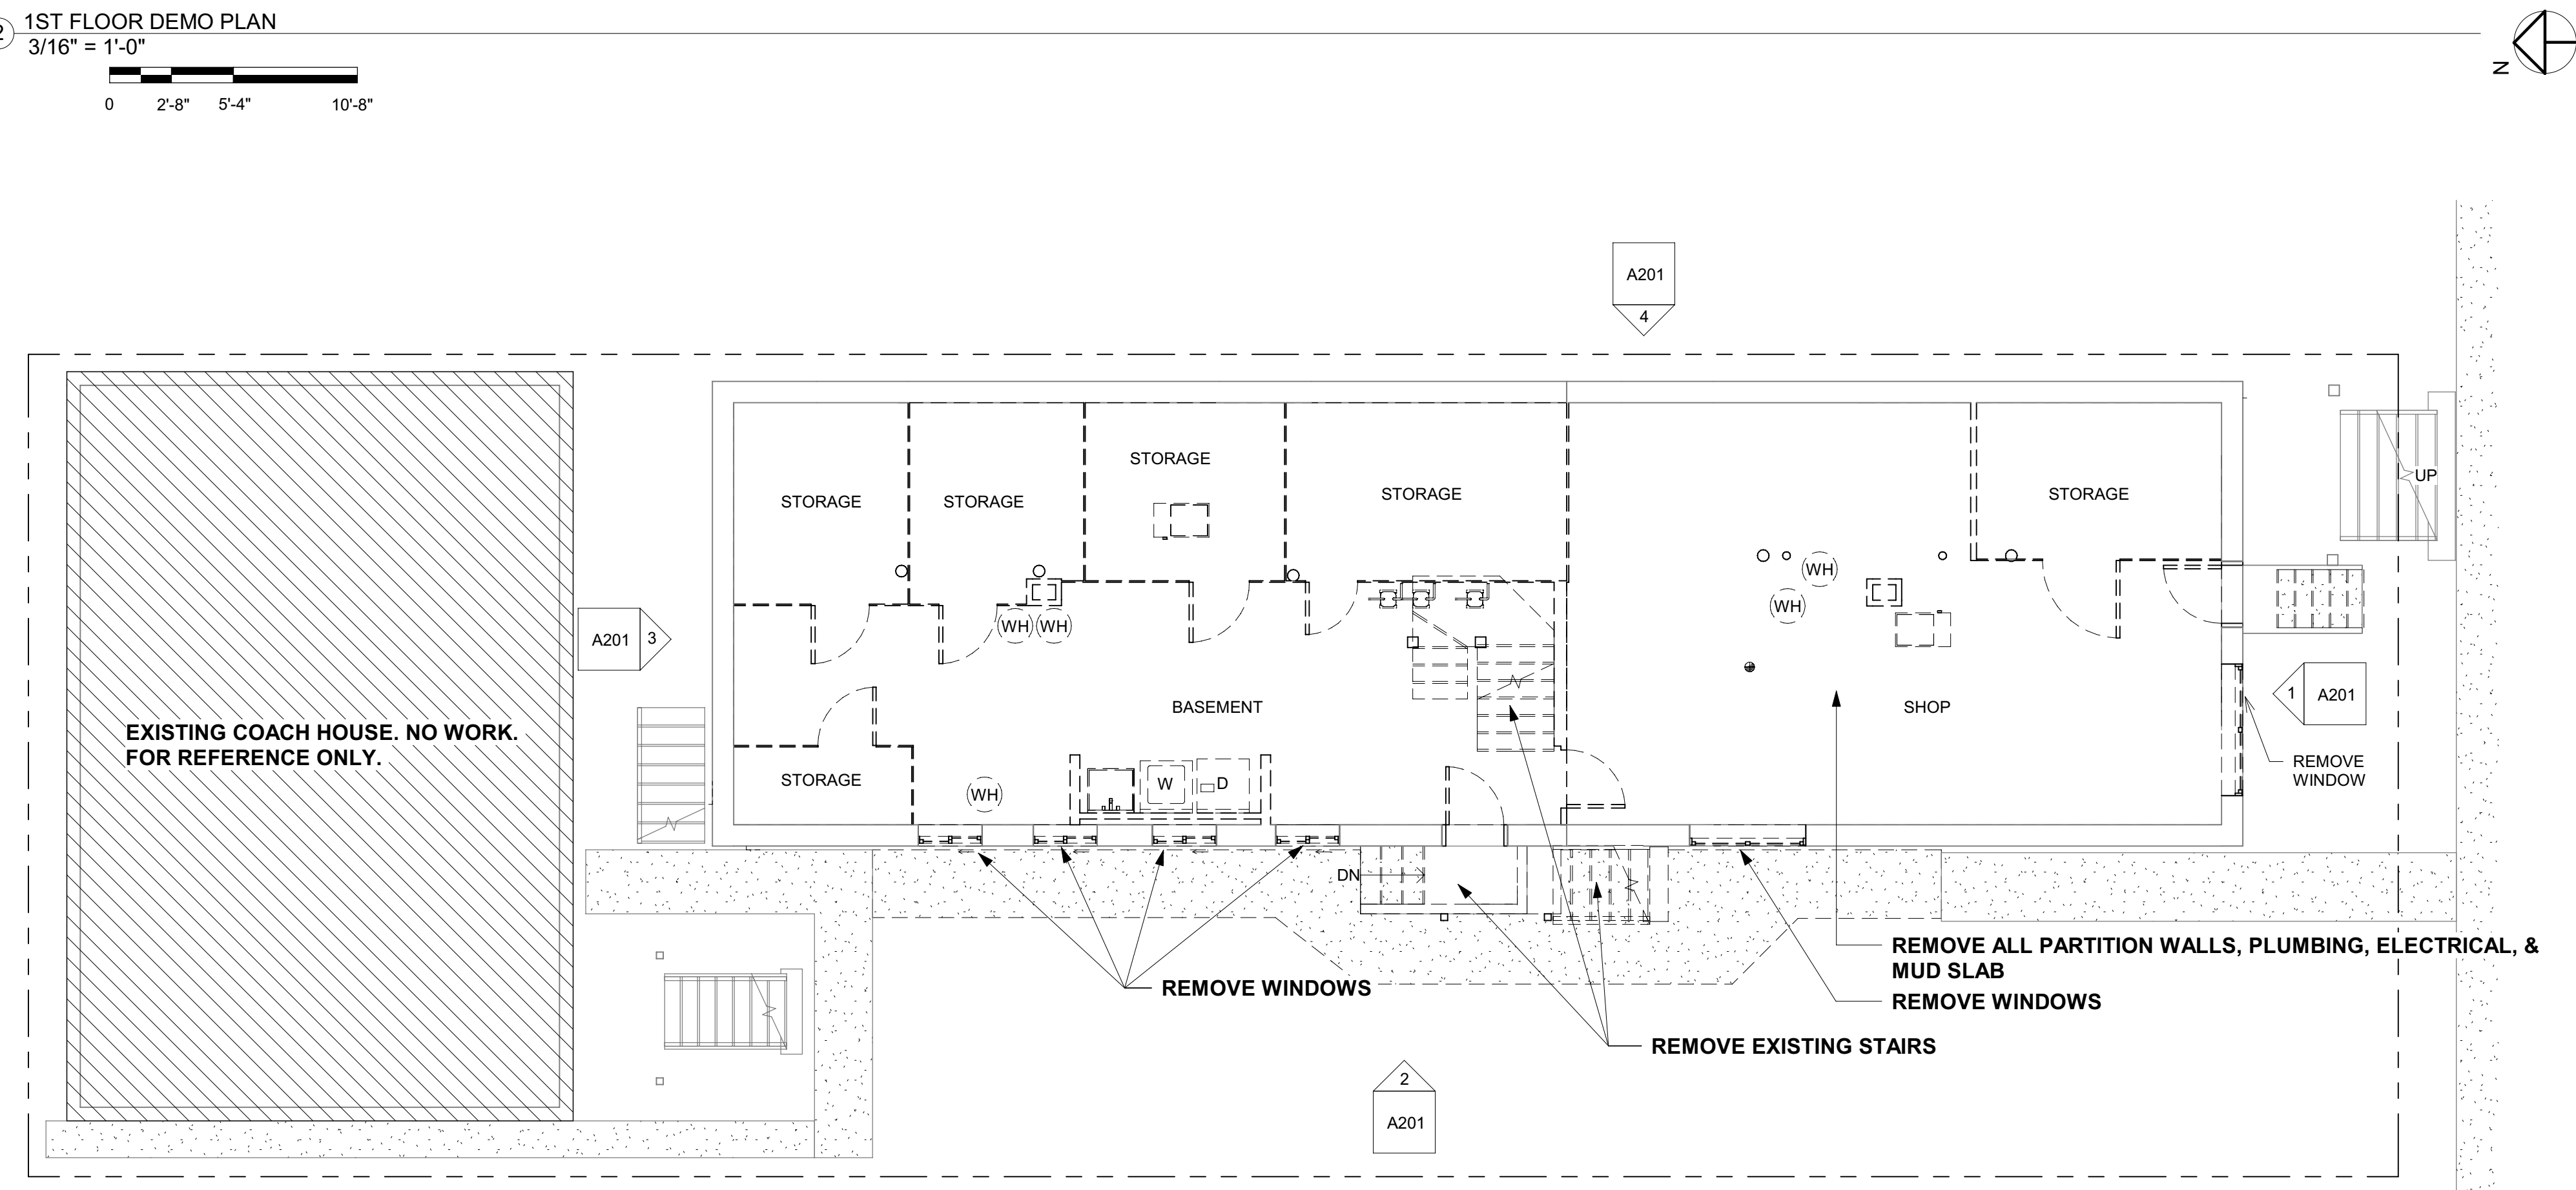 2
1ST FLOOR DEMO PLAN
3/16" = 1'-0"
0 2'-8" 5'-4" 10'-8"
N
A201
4
STORAGE
STORAGE
STORAGE
STORAGE
STORAGE
UP
WH
WH
A201 3
WH WH
1 A201
BASEMENT
SHOP
EXISTING COACH HOUSE. NO WORK.
FOR REFERENCE ONLY.
REMOVE
WINDOW
STORAGE
WH
W
D
DN
REMOVE WINDOWS
REMOVE ALL PARTITION WALLS, PLUMBING, ELECTRICAL, &
MUD SLAB
REMOVE WINDOWS
REMOVE EXISTING STAIRS
2
A201